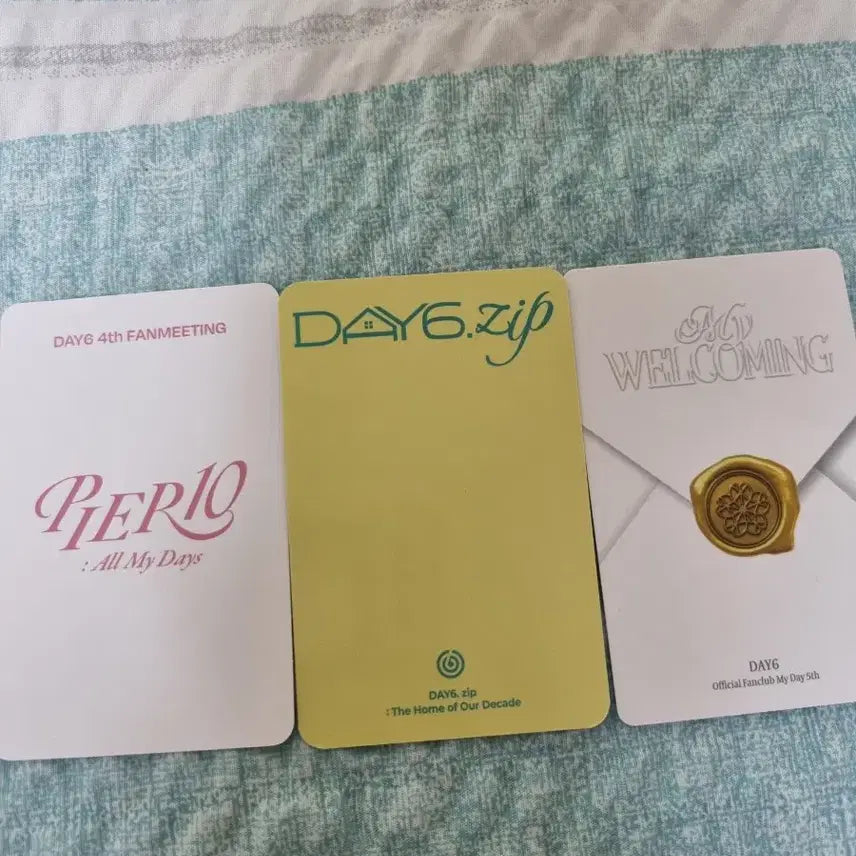 DAY6 4th FANMEETING
PIER10
: All My Days
DAY6.zip
DAY6. zip
: The Home of Our Decade
WELCOMING
DAY6
Official Fanclub My Day 5th